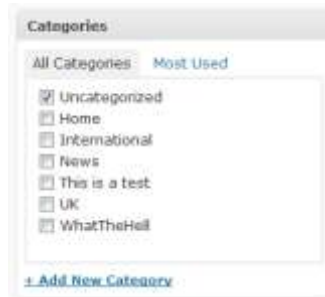 Categories
All Categories Most Used
Uncategorized
Home
International
News
This is a test
UK
WhatTheHell
+ Add New Category